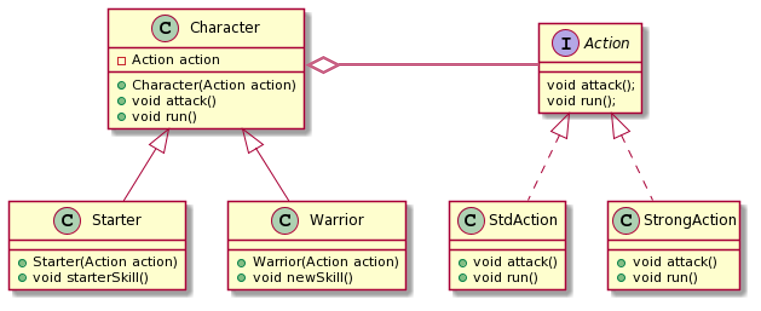 C Character
Action action
Character(Action action)
void attack()
void run()
I Action
void attack();
void run();
C Starter
Starter(Action action)
void starterSkill()
C Warrior
Warrior(Action action)
void newSkill()
C StdAction
void attack()
void run()
C StrongAction
void attack()
void run()